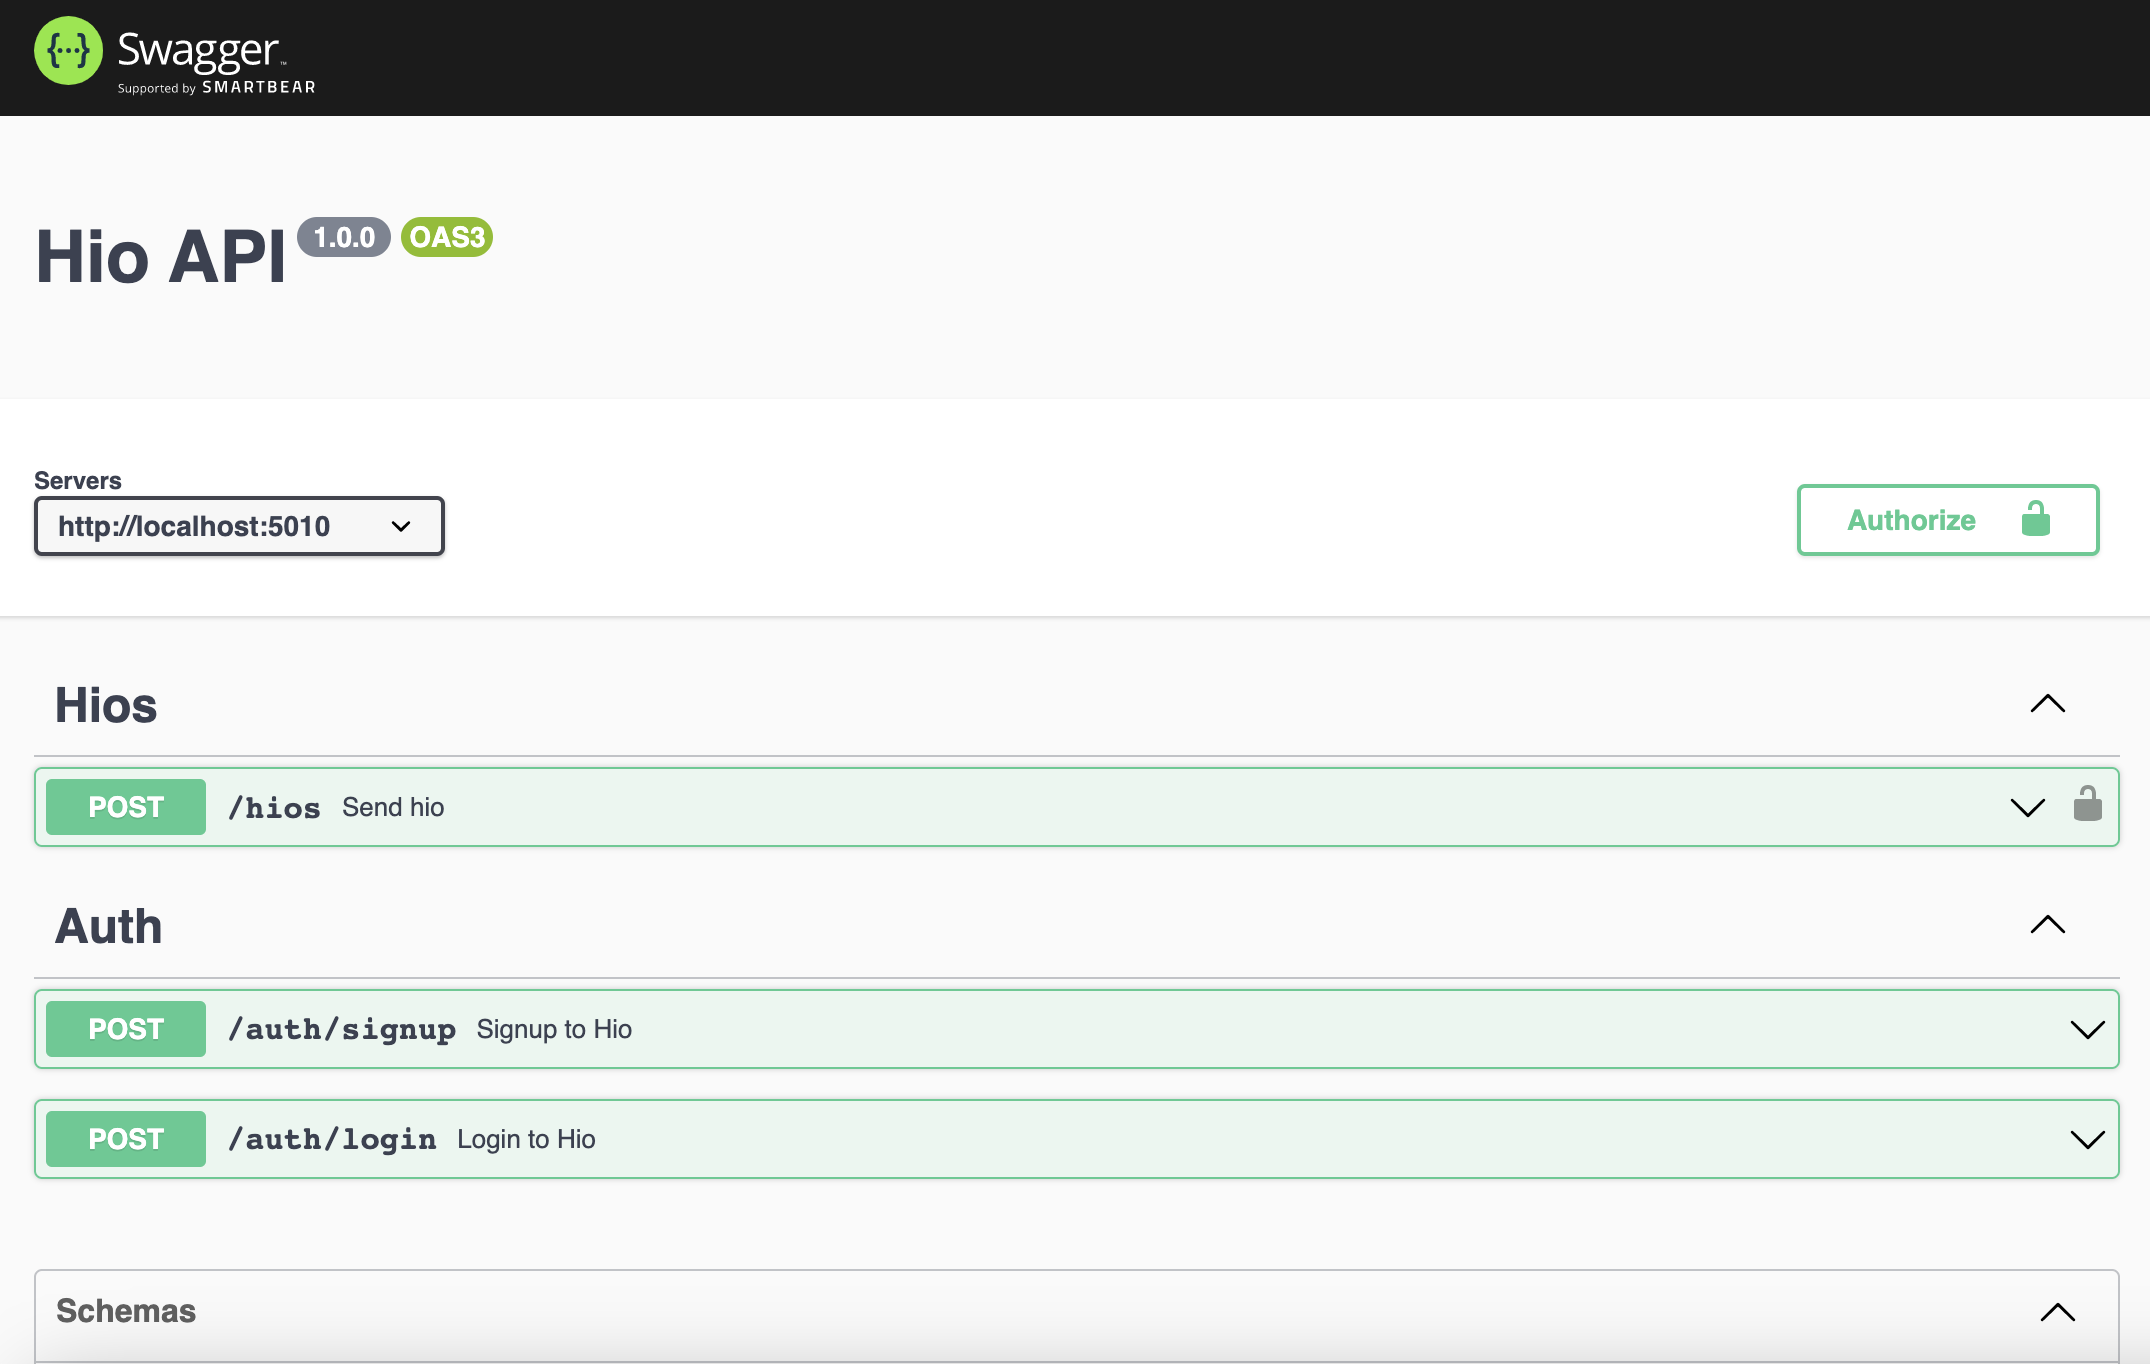 {···} Swagger™
Supported by SMARTBEAR
Hio API 1.0.0 OAS3
Servers
http://localhost:5010
Authorize
Hios
POST /hios Send hio
Auth
POST /auth/signup Signup to Hio
POST /auth/login Login to Hio
Schemas